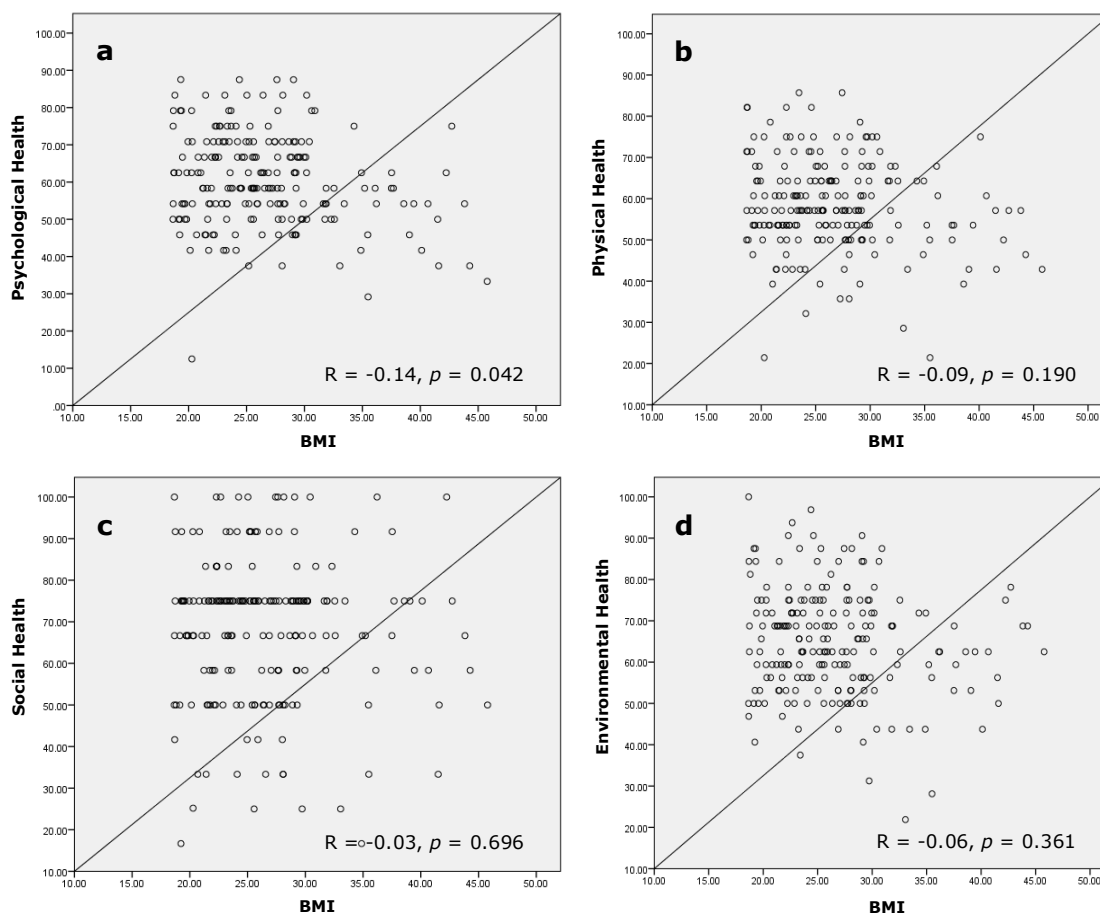 a
Psychological Health
100.00
90.00
80.00
70.00
60.00
50.00
40.00
30.00
20.00
10.00
.00
R = -0.14, p = 0.042
10.00 15.00 20.00 25.00 30.00 35.00 40.00 45.00 50.00
BMI
b
Physical Health
100.00
90.00
80.00
70.00
60.00
50.00
40.00
30.00
20.00
10.00
R = -0.09, p = 0.190
10.00 15.00 20.00 25.00 30.00 35.00 40.00 45.00 50.00
BMI
c
Social Health
100.00
90.00
80.00
70.00
60.00
50.00
40.00
30.00
20.00
10.00
R = -0.03, p = 0.696
10.00 15.00 20.00 25.00 30.00 35.00 40.00 45.00 50.00
BMI
d
Environmental Health
100.00
90.00
80.00
70.00
60.00
50.00
40.00
30.00
20.00
10.00
R = -0.06, p = 0.361
10.00 15.00 20.00 25.00 30.00 35.00 40.00 45.00 50.00
BMI